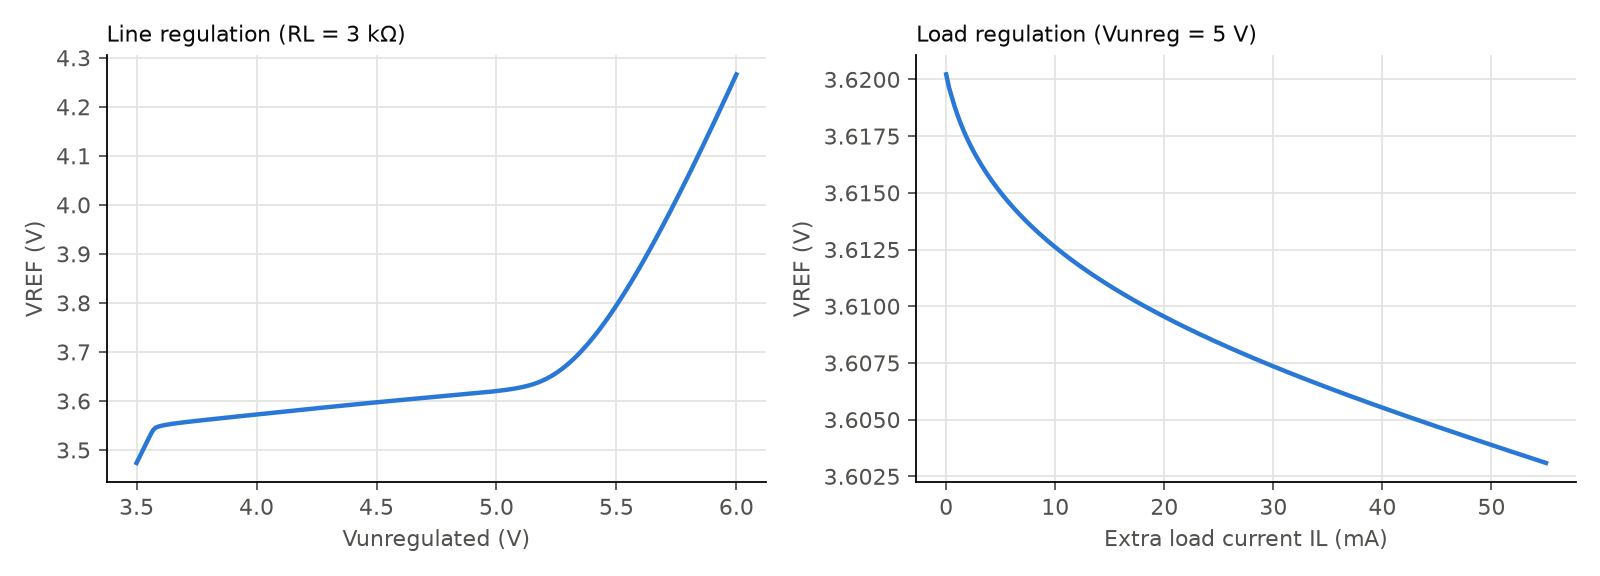 Line regulation (RL = 3 kΩ)
4.3
4.2
4.1
4.0
3.9
3.8
3.7
3.6
3.5
VREF (V)
3.5 4.0 4.5 5.0 5.5 6.0
Vunregulated (V)
Load regulation (Vunreg = 5 V)
3.6200
3.6175
3.6150
3.6125
3.6100
3.6075
3.6050
3.6025
VREF (V)
0 10 20 30 40 50
Extra load current IL (mA)